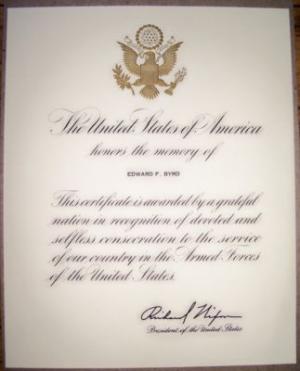 The United States of America
honors the memory of
EDWARD F. BYRD
This certificate is awarded by a grateful
nation in recognition of devoted and
selfless consecration to the service
of our country in the Armed Forces
of the United States.
Richard Nixon
President of the United States